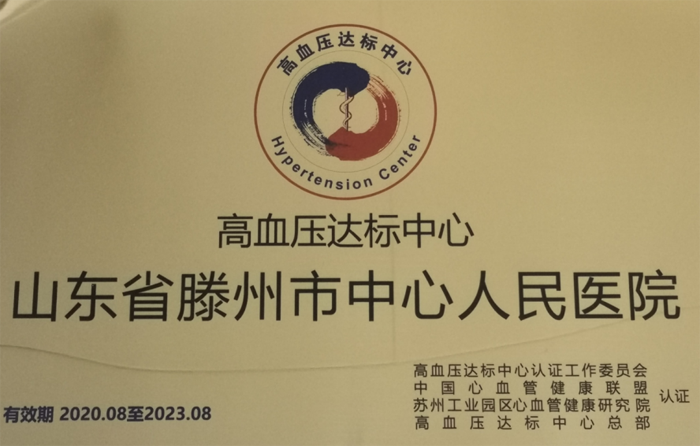 高血压达标中心
Hypertension Center
高血压达标中心
山东省滕州市中心人民医院
高血压达标中心认证工作委员会
中国心血管健康联盟
苏州工业园区心血管健康研究院
高血压达标中心总部
认证
有效期 2020.08至2023.08